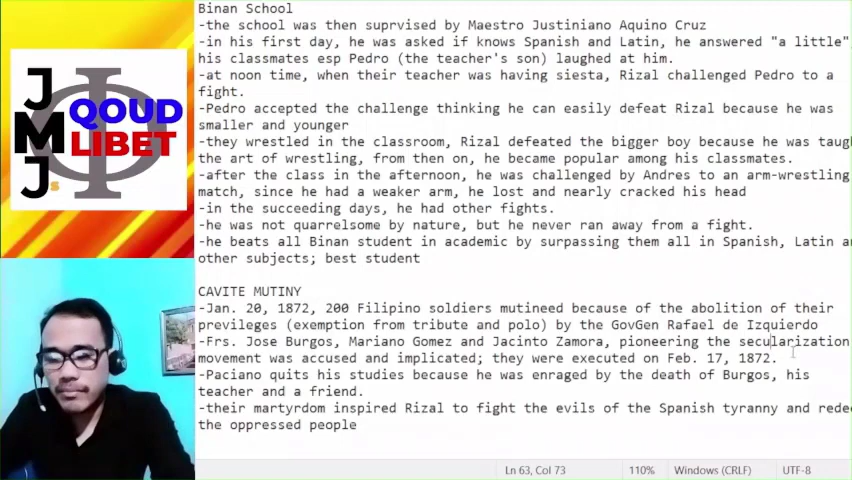 Binan School
-the school was then suprvised by Maestro Justiniano Aquino Cruz
-in his first day, he was asked if knows Spanish and Latin, he answered "a little",
his classmates esp Pedro (the teacher's son) laughed at him.
-at noon time, when their teacher was having siesta, Rizal challenged Pedro to a
fight.
-Pedro accepted the challenge thinking he can easily defeat Rizal because he was
smaller and younger
-they wrestled in the classroom, Rizal defeated the bigger boy because he was
the art of wrestling, from then on, he became popular among his classmates.
-after the class in the afternoon, he was challenged by Andres to an arm-wrestling
match, since he had a weaker arm, he lost and nearly cracked his head
-in the succeeding days, he had other fights.
-he was not quarrelsome by nature, but he never ran away from a fight.
-he beats all Binan student in academic by surpassing them all in Spanish, Latin
other subjects; best student
CAVITE MUTINY
-Jan. 20, 1872, 200 Filipino soldiers mutineed because of the abolition of their
previleges (exemption from tribute and polo) by the GovGen Rafael de Izquierdo
-Frs. Jose Burgos, Mariano Gomez and Jacinto Zamora, pioneering the secularization
movement was accused and implicated; they were executed on Feb. 17, 1872.
-Paciano quits his studies because he was enraged by the death of Burgos, his
teacher and a friend.
-their martyrdom inspired Rizal to fight the evils of the Spanish tyranny and
the oppressed people
JMJs
QOUD
LIBET
Ln 63, Col 73
110%
Windows (CRLF)
UTF-8